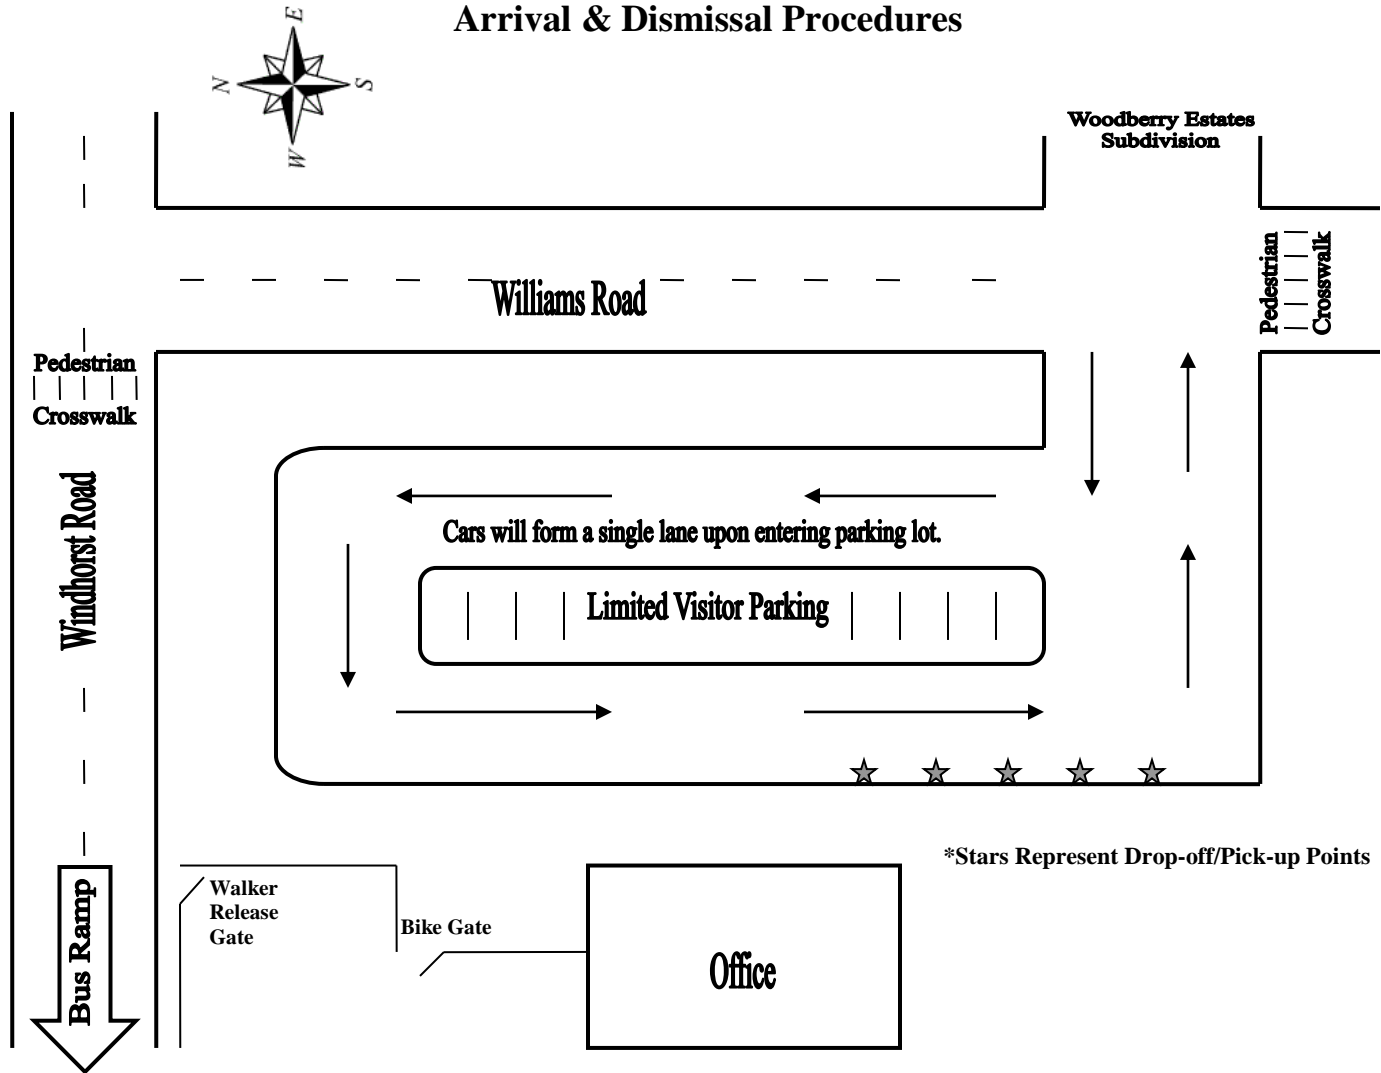 Arrival & Dismissal Procedures
E
N
S
W
Woodberry Estates
Subdivision
Pedestrian
Crosswalk
Williams Road
Pedestrian
Crosswalk
Windhorst Road
Cars will form a single lane upon entering parking lot.
Limited Visitor Parking
*Stars Represent Drop-off/Pick-up Points
Walker
Release
Gate
Bike Gate
Bus Ramp
Office